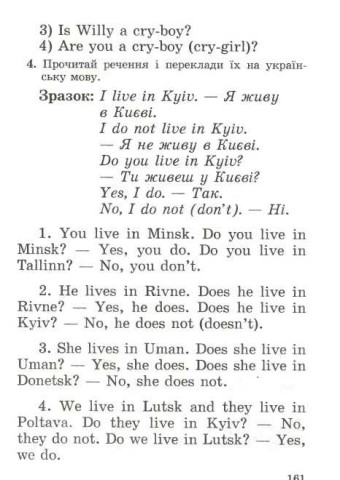 3) Is Willy a cry-boy?
4) Are you a cry-boy (cry-girl)?
4. Прочитай речення і переклади їх на україн-
ську мову.
Зразок: I live in Kyiv. — Я живу
в Києві.
I do not live in Kyiv.
— Я не живу в Києві.
Do you live in Kyiv?
— Ти живеш у Києві?
Yes, I do. — Так.
No, I do not (don't). — Ні.
1. You live in Minsk. Do you live in
Minsk? — Yes, you do. Do you live in
Tallinn? — No, you don't.
2. He lives in Rivne. Does he live in
Rivne? — Yes, he does. Does he live in
Kyiv? — No, he does not (doesn't).
3. She lives in Uman. Does she live in
Uman? — Yes, she does. Does she live in
Donetsk? — No, she does not.
4. We live in Lutsk and they live in
Poltava. Do they live in Kyiv? — No,
they do not. Do we live in Lutsk? — Yes,
we do.
161